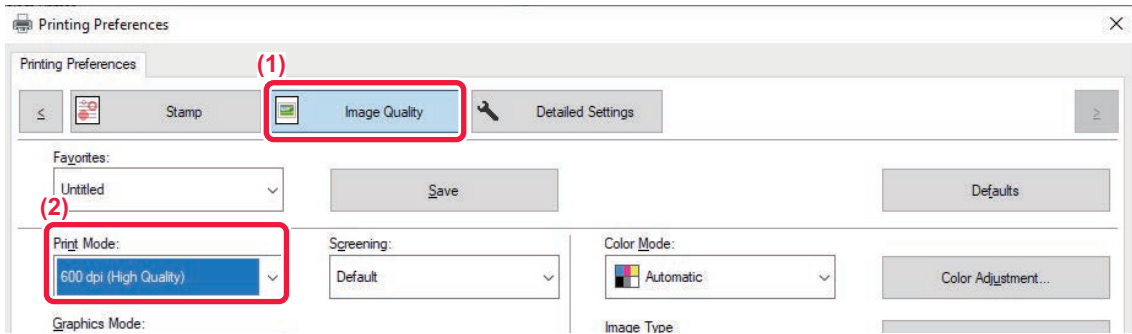 Printing Preferences
Printing Preferences
(1)
< Stamp Image Quality Detailed Settings >
Favorites:
Untitled Save Defaults
(2)
Print Mode: Screening: Color Mode:
600 dpi (High Quality) Default Automatic Color Adjustment...
Graphics Mode: Image Type